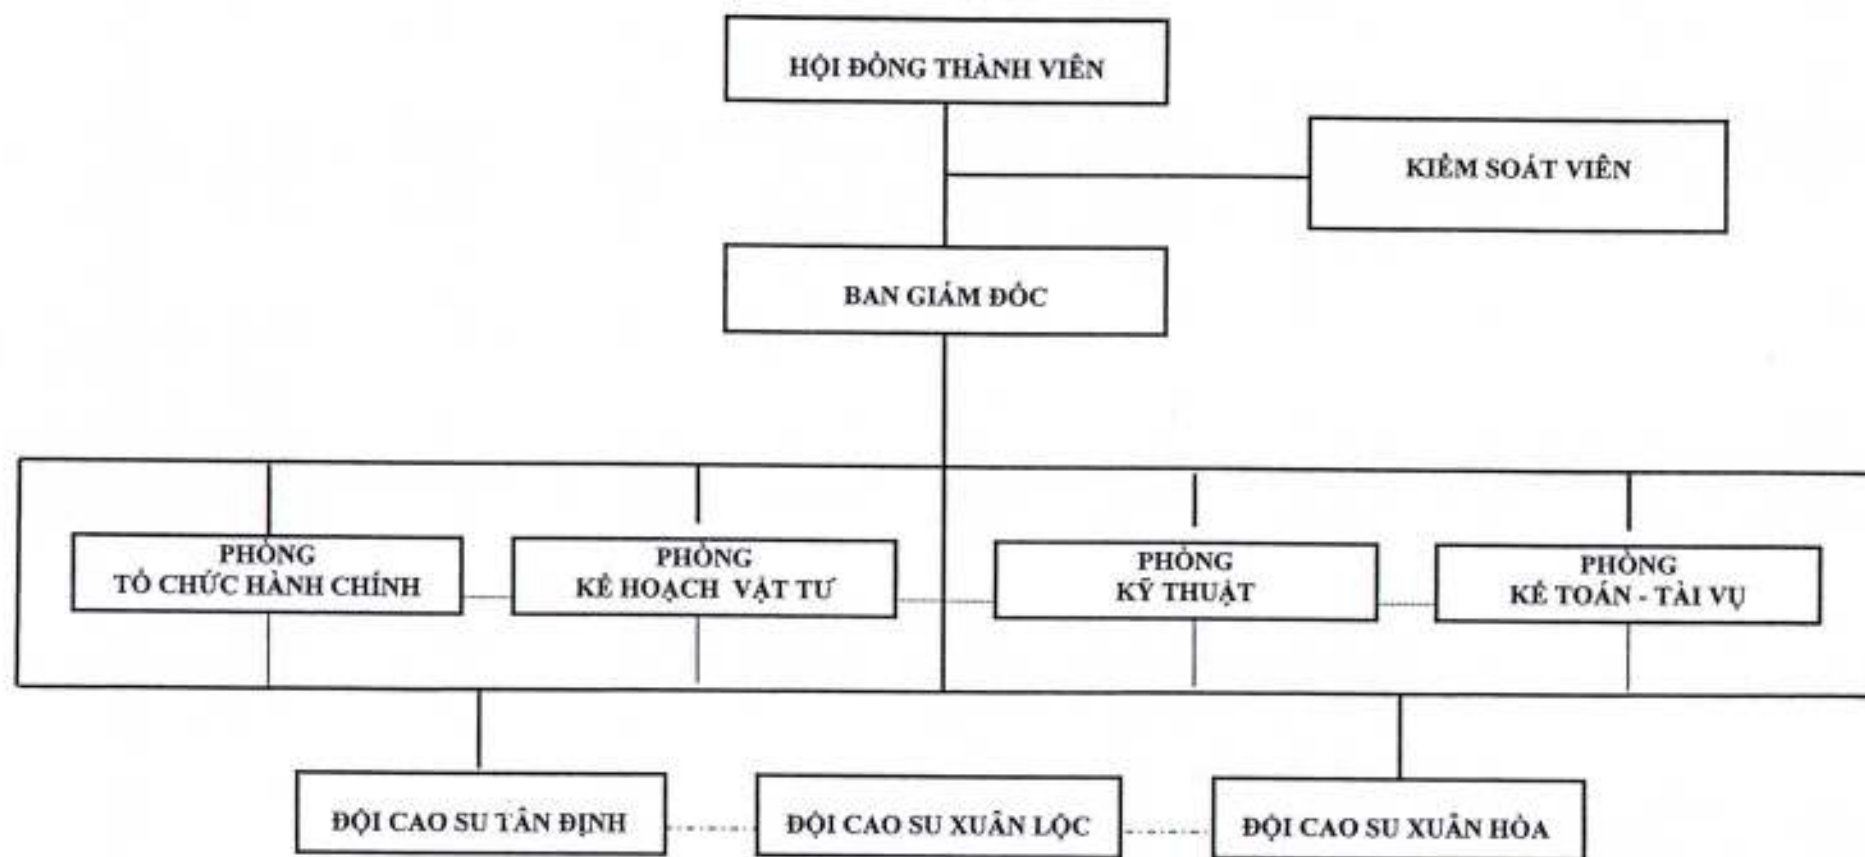 HỘI ĐỒNG THÀNH VIÊN
KIỂM SOÁT VIÊN
BAN GIÁM ĐỐC
PHÒNG
TỔ CHỨC HÀNH CHÍNH
PHÒNG
KẾ HOẠCH VẬT TƯ
PHÒNG
KỸ THUẬT
PHÒNG
KẾ TOÁN - TÀI VỤ
ĐỘI CAO SU TÂN ĐỊNH
ĐỘI CAO SU XUÂN LỘC
ĐỘI CAO SU XUÂN HÒA